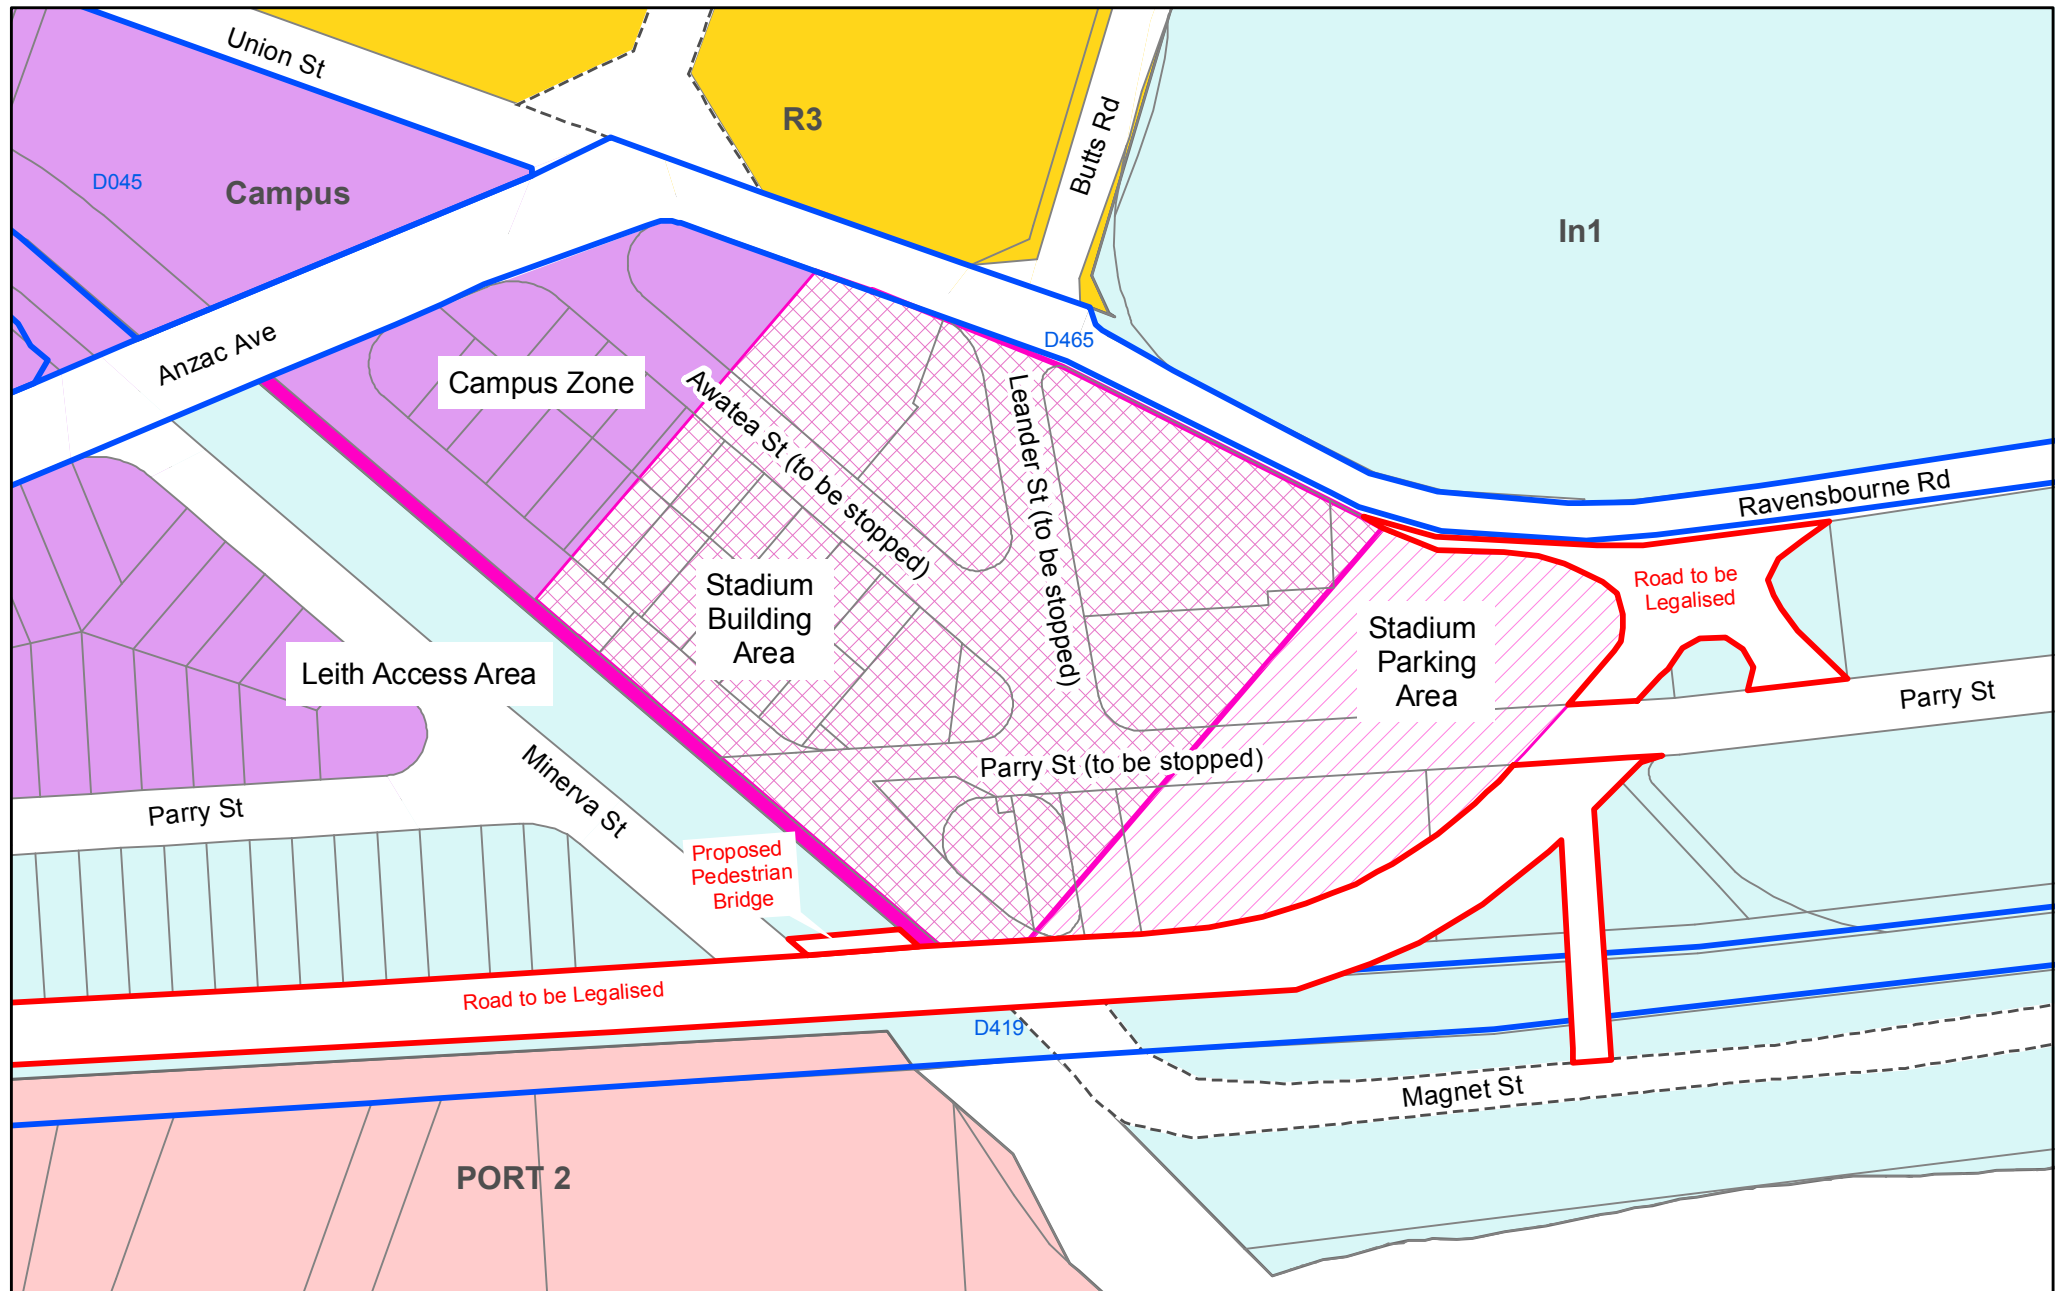 Union St
R3
Butts Rd
D045
Campus
In1
Anzac Ave
D465
Campus Zone
Awatea St (to be stopped)
Leander St (to be stopped)
Ravensbourne Rd
Road to be
Legalised
Stadium
Building
Area
Stadium
Parking
Area
Leith Access Area
Parry St
Parry St (to be stopped)
Minerva St
Parry St
Proposed
Pedestrian
Bridge
Road to be Legalised
D419
Magnet St
PORT 2